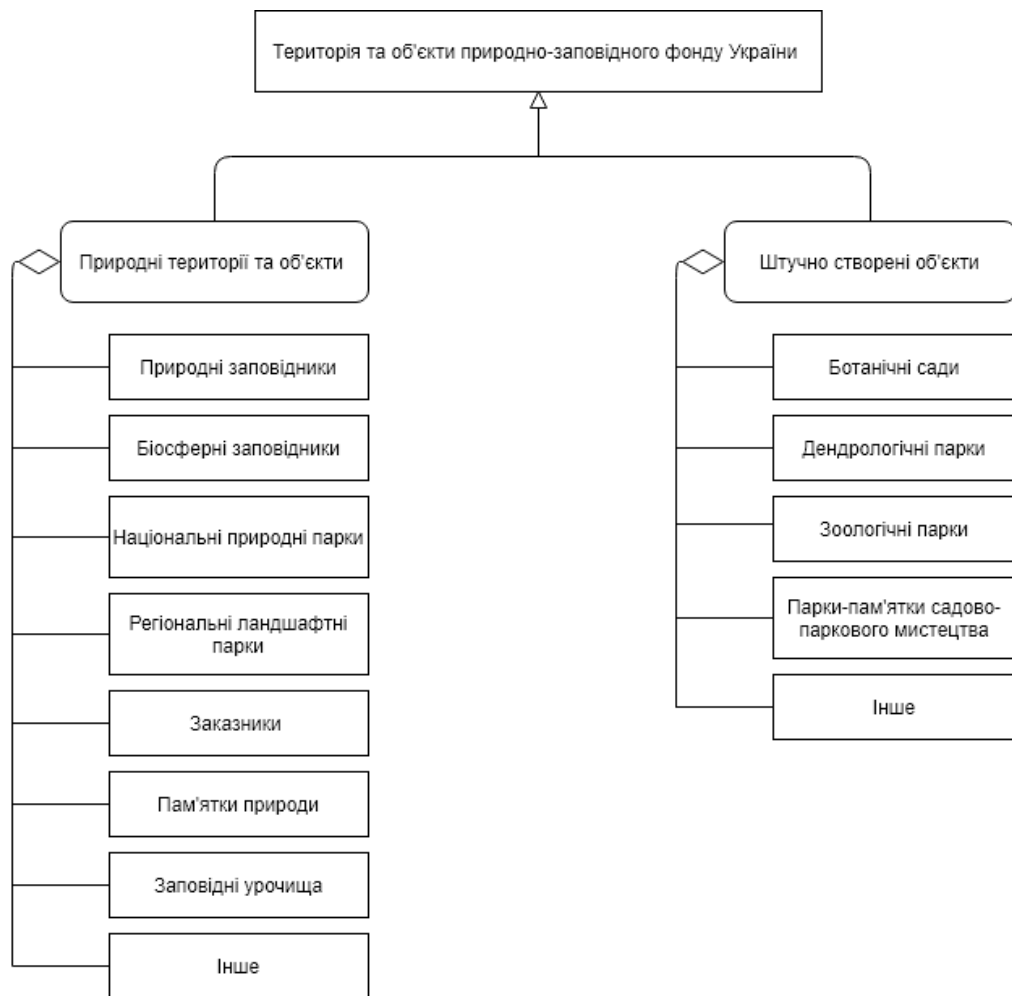 Територія та об'єкти природно-заповідного фонду України
Природні території та об'єкти
Природні заповідники
Біосферні заповідники
Національні природні парки
Регіональні ландшафтні
парки
Заказники
Пам'ятки природи
Заповідні урочища
Інше
Штучно створені об'єкти
Ботанічні сади
Дендрологічні парки
Зоологічні парки
Парки-пам'ятки садово-
паркового мистецтва
Інше